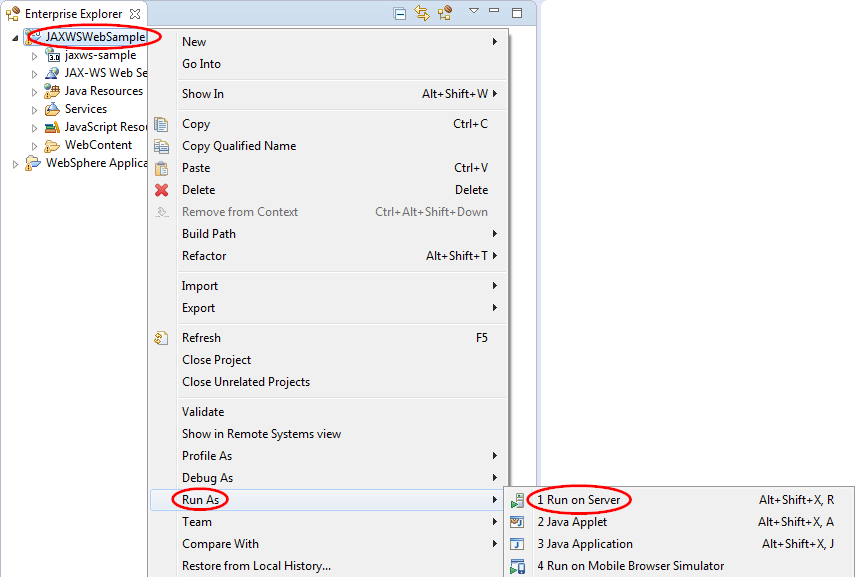 Enterprise Explorer
JAXWSWebSample
jaxws-sample
JAX-WS Web Se
Java Resources
Services
JavaScript Resou
WebContent
WebSphere Applica
New
Go Into
Show In Alt+Shift+W
Copy Ctrl+C
Copy Qualified Name
Paste Ctrl+V
Delete Delete
Remove from Context Ctrl+Alt+Shift+Down
Build Path
Refactor Alt+Shift+T
Import
Export
Refresh F5
Close Project
Close Unrelated Projects
Validate
Show in Remote Systems view
Profile As
Debug As
Run As
Team
Compare With
Restore from Local History...
1 Run on Server Alt+Shift+X, R
2 Java Applet Alt+Shift+X, A
3 Java Application Alt+Shift+X, J
4 Run on Mobile Browser Simulator